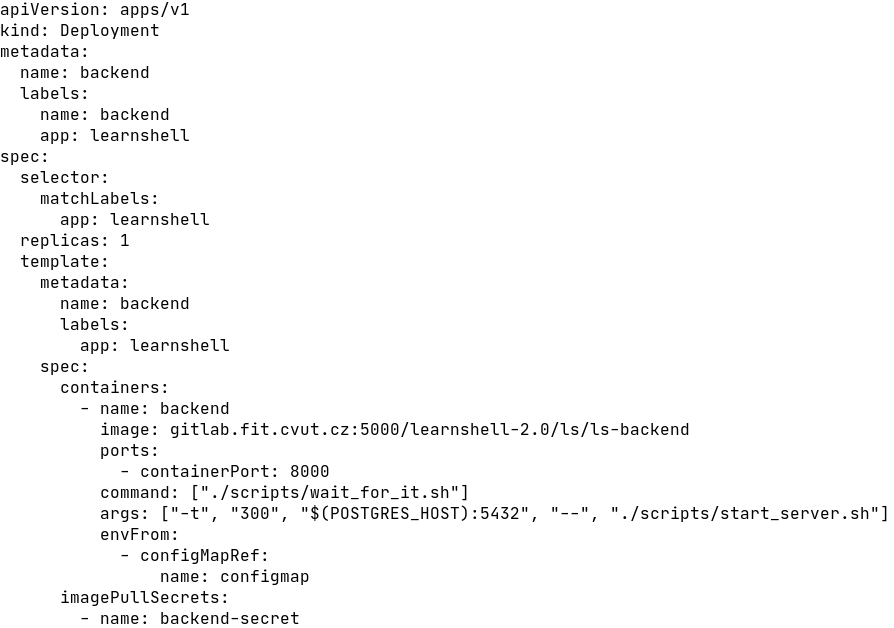 apiVersion: apps/v1
kind: Deployment
metadata:
  name: backend
  labels:
    name: backend
    app: learnshell
spec:
  selector:
    matchLabels:
      app: learnshell
  replicas: 1
  template:
    metadata:
      name: backend
      labels:
        app: learnshell
    spec:
      containers:
        - name: backend
          image: gitlab.fit.cvut.cz:5000/learnshell-2.0/ls/ls-backend
          ports:
            - containerPort: 8000
          command: ["./scripts/wait_for_it.sh"]
          args: ["-t", "300", "$(POSTGRES_HOST):5432", "--", "./scripts/start_server.sh"]
          envFrom:
            - configMapRef:
                name: configmap
      imagePullSecrets:
        - name: backend-secret